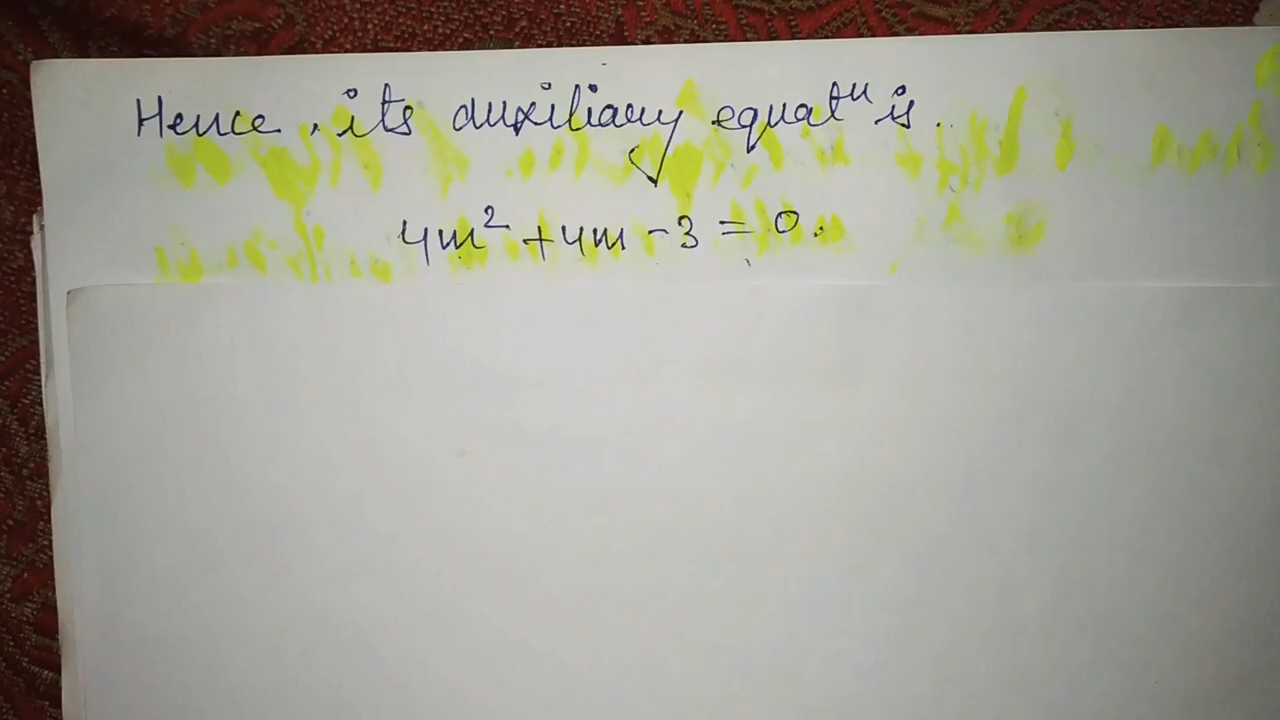 Hence, its auxiliary equatⁿ is.
4m² + 4m - 3 = 0.